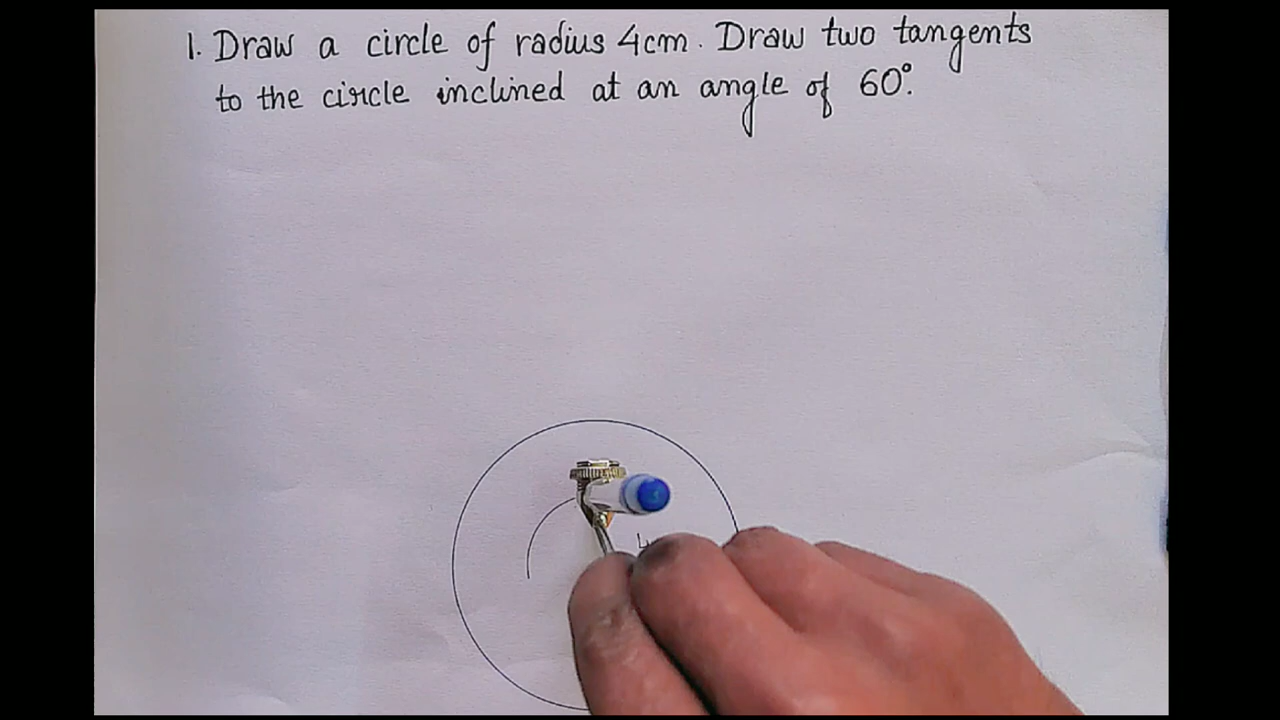 1. Draw a circle of radius 4cm. Draw two tangents
to the circle inclined at an angle of 60°.